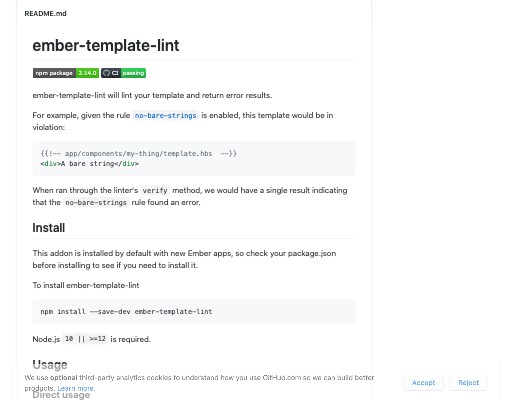 README.md
ember-template-lint
npm package 2.14.0 CI passing
ember-template-lint will lint your template and return error results.
For example, given the rule no-bare-strings is enabled, this template would be in
violation:
{{!-- app/components/my-thing/template.hbs  --}}
<div>A bare string</div>
When ran through the linter's verify method, we would have a single result indicating
that the no-bare-strings rule found an error.
Install
This addon is installed by default with new Ember apps, so check your package.json
before installing to see if you need to install it.
To install ember-template-lint
npm install --save-dev ember-template-lint
Node.js 10 || >=12 is required.
Usage
We use optional third-party analytics cookies to understand how you use GitHub.com so we can build better
products. Learn more.
Accept
Reject
Direct usage